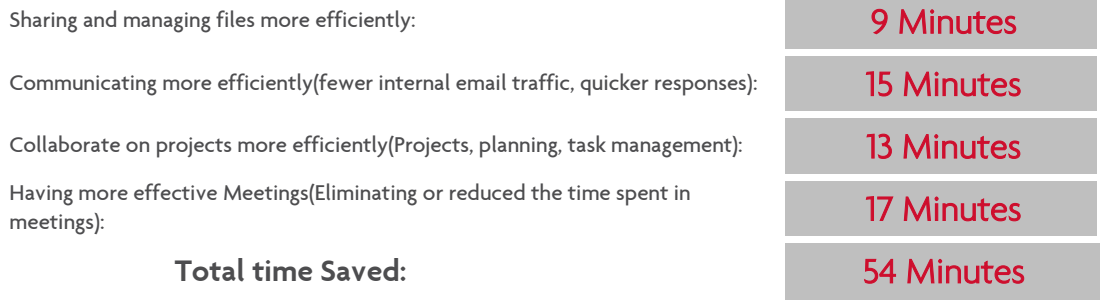 Sharing and managing files more efficiently:
9 Minutes
Communicating more efficiently(fewer internal email traffic, quicker responses):
15 Minutes
Collaborate on projects more efficiently(Projects, planning, task management):
13 Minutes
Having more effective Meetings(Eliminating or reduced the time spent in
meetings):
17 Minutes
Total time Saved:
54 Minutes